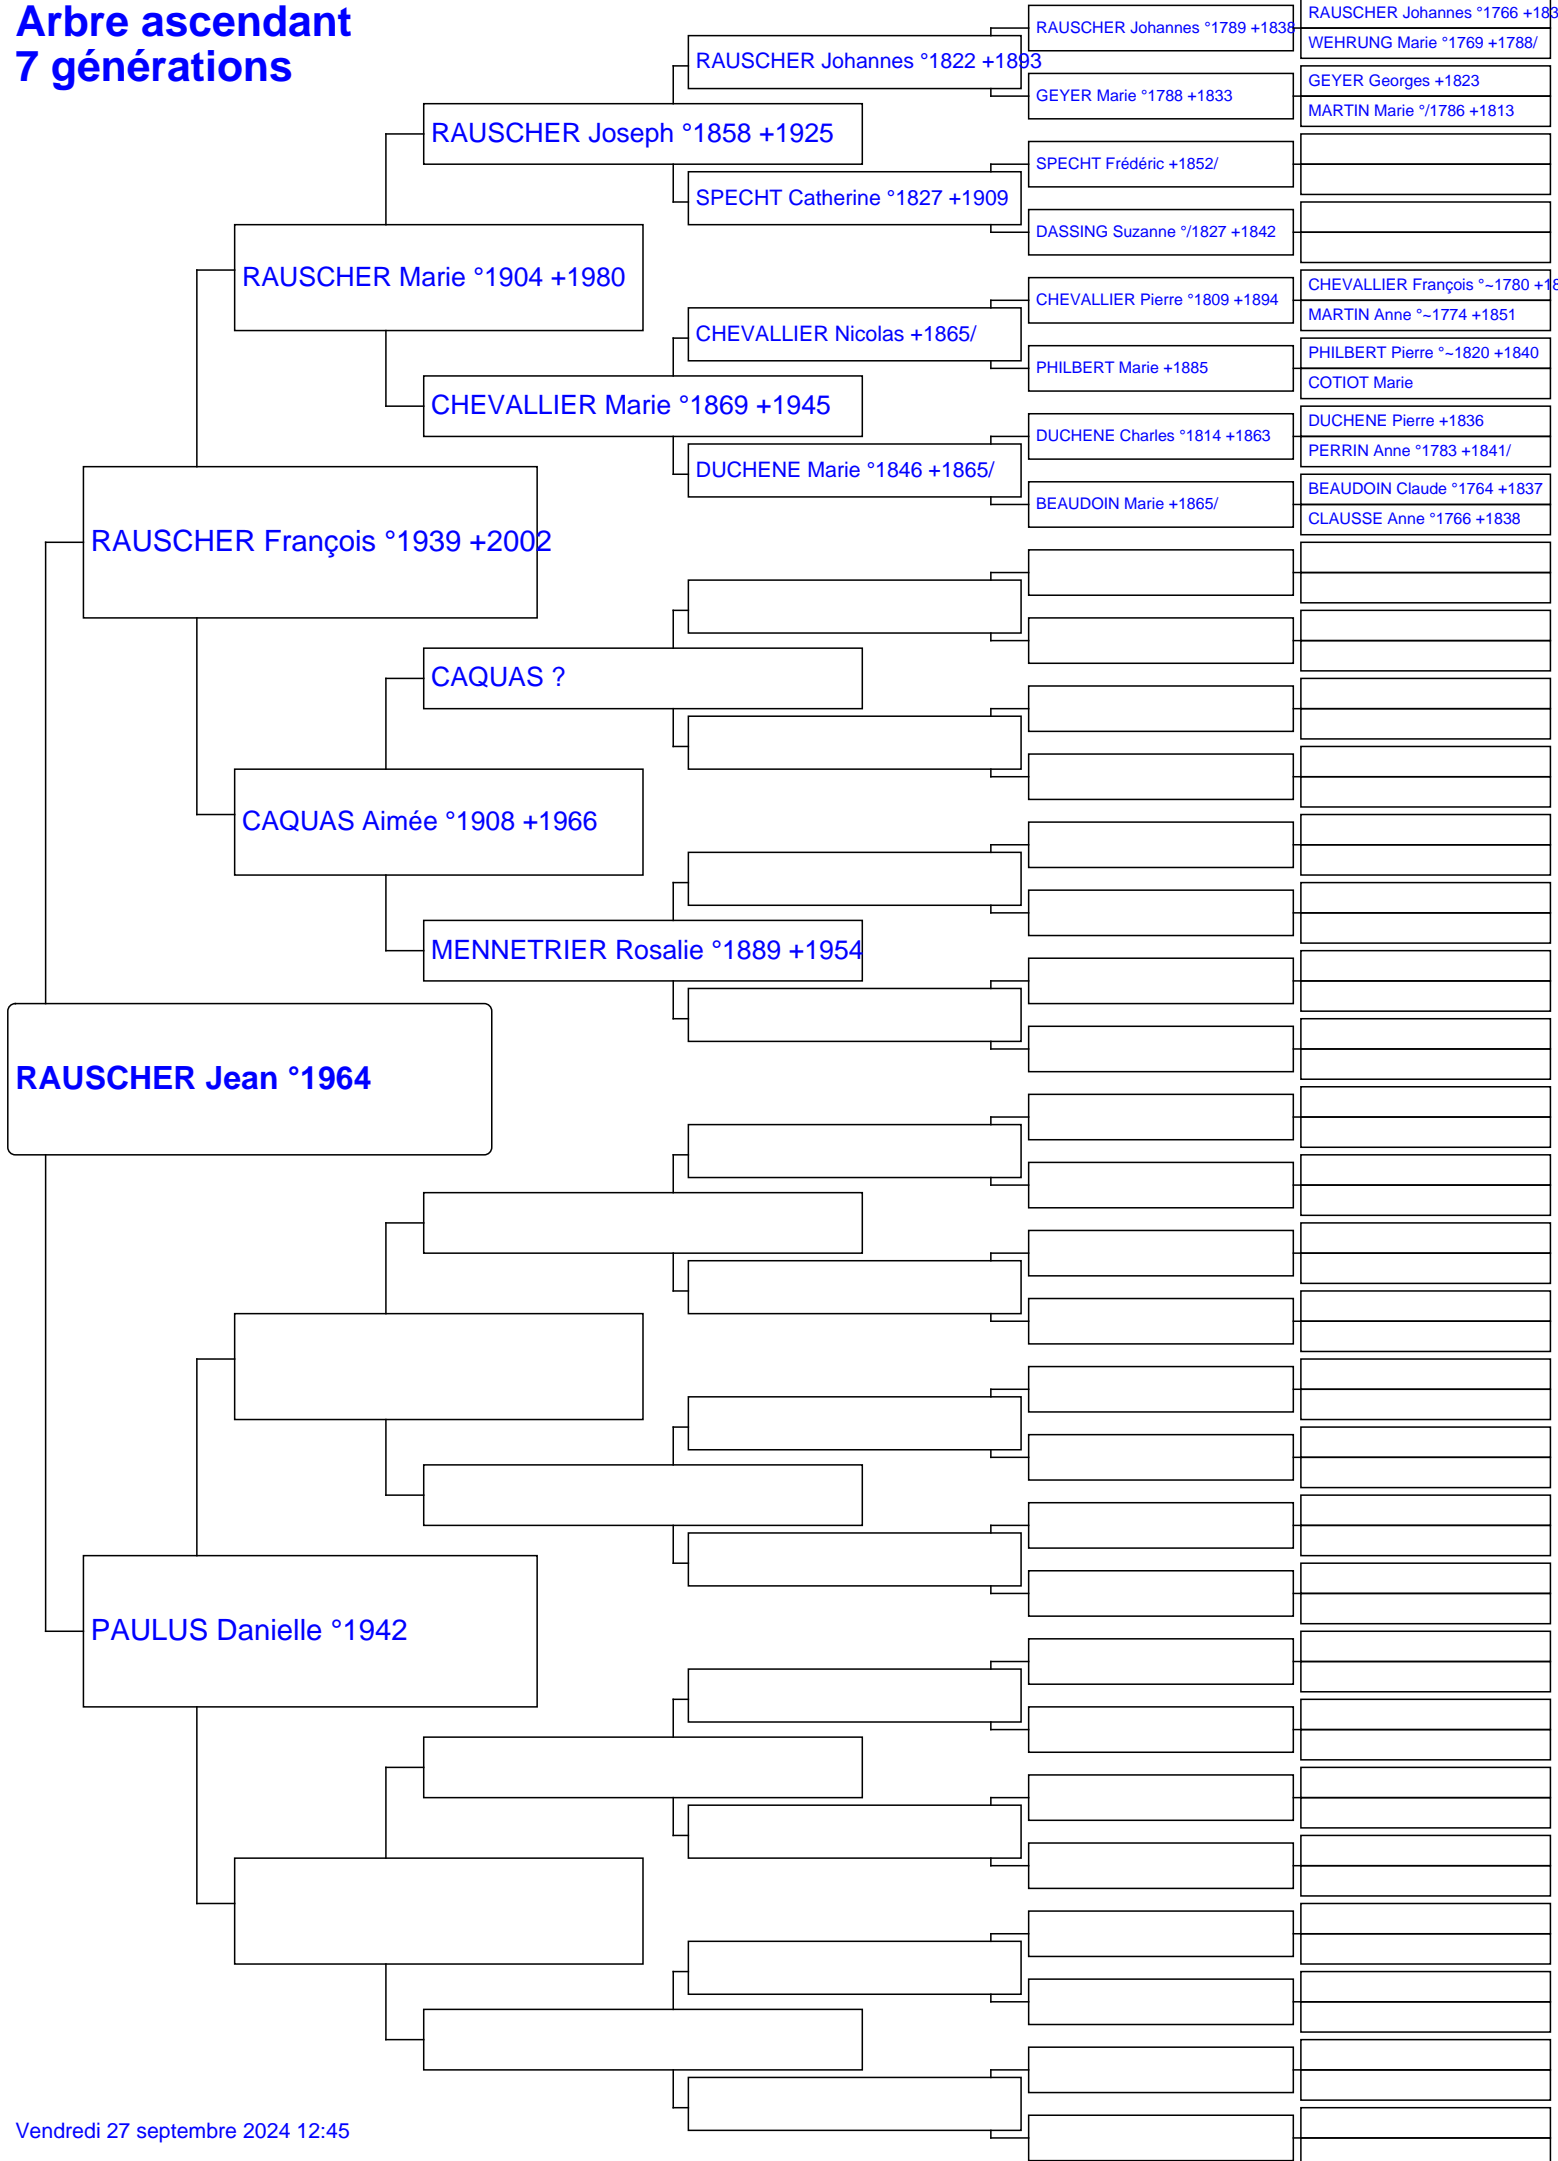 Arbre ascendant
7 générations
RAUSCHER Johannes °1766 +183
RAUSCHER Johannes °1789 +1838
WEHRUNG Marie °1769 +1788/
RAUSCHER Johannes °1822 +1893
GEYER Georges +1823
GEYER Marie °1788 +1833
MARTIN Marie °/1786 +1813
RAUSCHER Joseph °1858 +1925
SPECHT Frédéric +1852/
SPECHT Catherine °1827 +1909
DASSING Suzanne °/1827 +1842
RAUSCHER Marie °1904 +1980
CHEVALLIER François °~1780 +18
CHEVALLIER Pierre °1809 +1894
MARTIN Anne °~1774 +1851
CHEVALLIER Nicolas +1865/
PHILBERT Pierre °~1820 +1840
PHILBERT Marie +1885
COTIOT Marie
CHEVALLIER Marie °1869 +1945
DUCHENE Pierre +1836
DUCHENE Charles °1814 +1863
PERRIN Anne °1783 +1841/
DUCHENE Marie °1846 +1865/
BEAUDOIN Claude °1764 +1837
BEAUDOIN Marie +1865/
CLAUSSE Anne °1766 +1838
RAUSCHER François °1939 +2002
CAQUAS ?
CAQUAS Aimée °1908 +1966
MENNETRIER Rosalie °1889 +1954
RAUSCHER Jean °1964
PAULUS Danielle °1942
Vendredi 27 septembre 2024 12:45